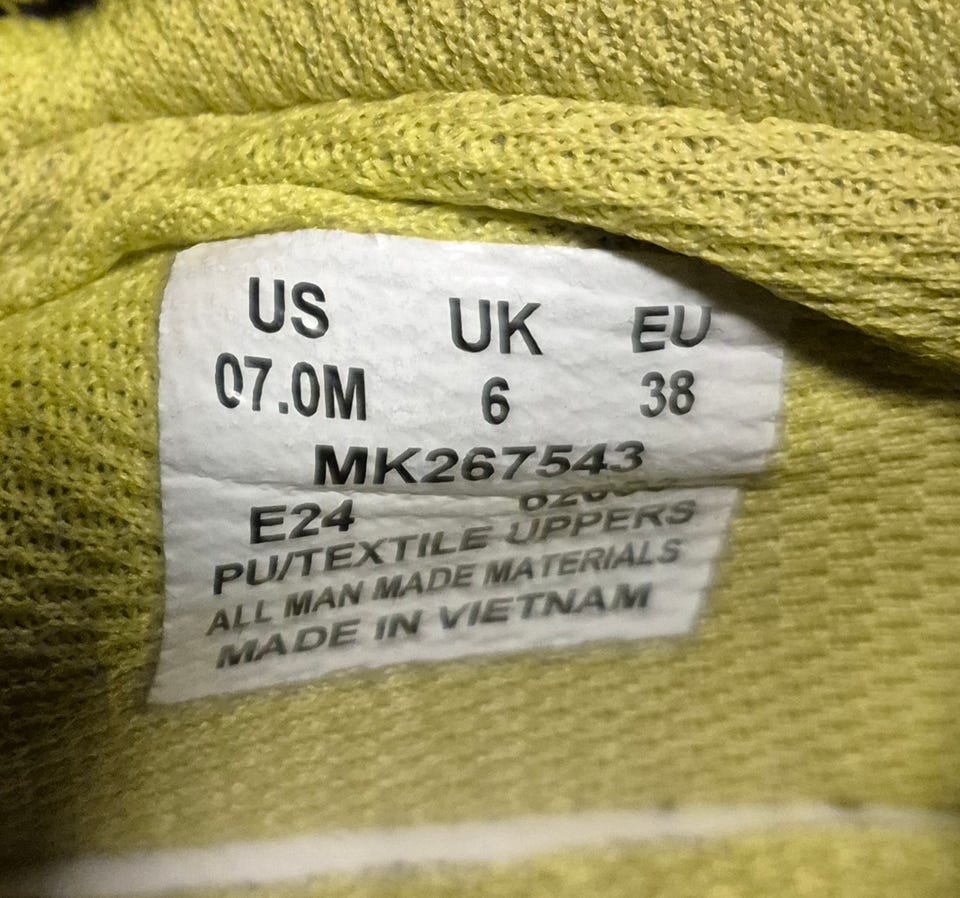 US UK EU
07.0M 6 38
MK267543
E24
PU/TEXTILE UPPERS
ALL MAN MADE MATERIALS
MADE IN VIETNAM